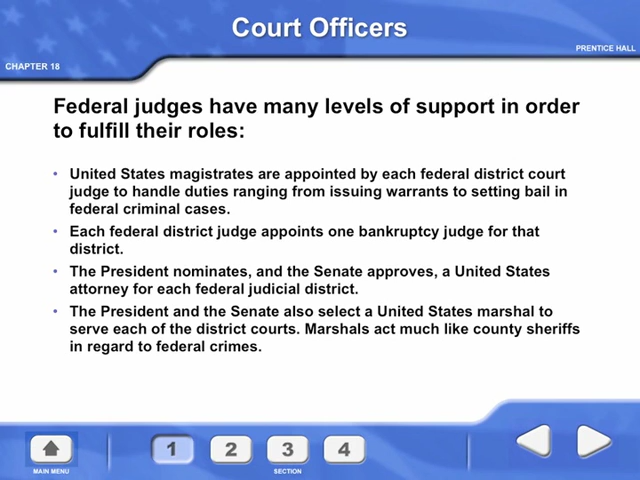 Court Officers
PRENTICE HALL
CHAPTER 18
Federal judges have many levels of support in order
to fulfill their roles:
• United States magistrates are appointed by each federal district court
judge to handle duties ranging from issuing warrants to setting bail in
federal criminal cases.
• Each federal district judge appoints one bankruptcy judge for that
district.
• The President nominates, and the Senate approves, a United States
attorney for each federal judicial district.
• The President and the Senate also select a United States marshal to
serve each of the district courts. Marshals act much like county sheriffs
in regard to federal crimes.
1 2 3 4
MAIN MENU
SECTION